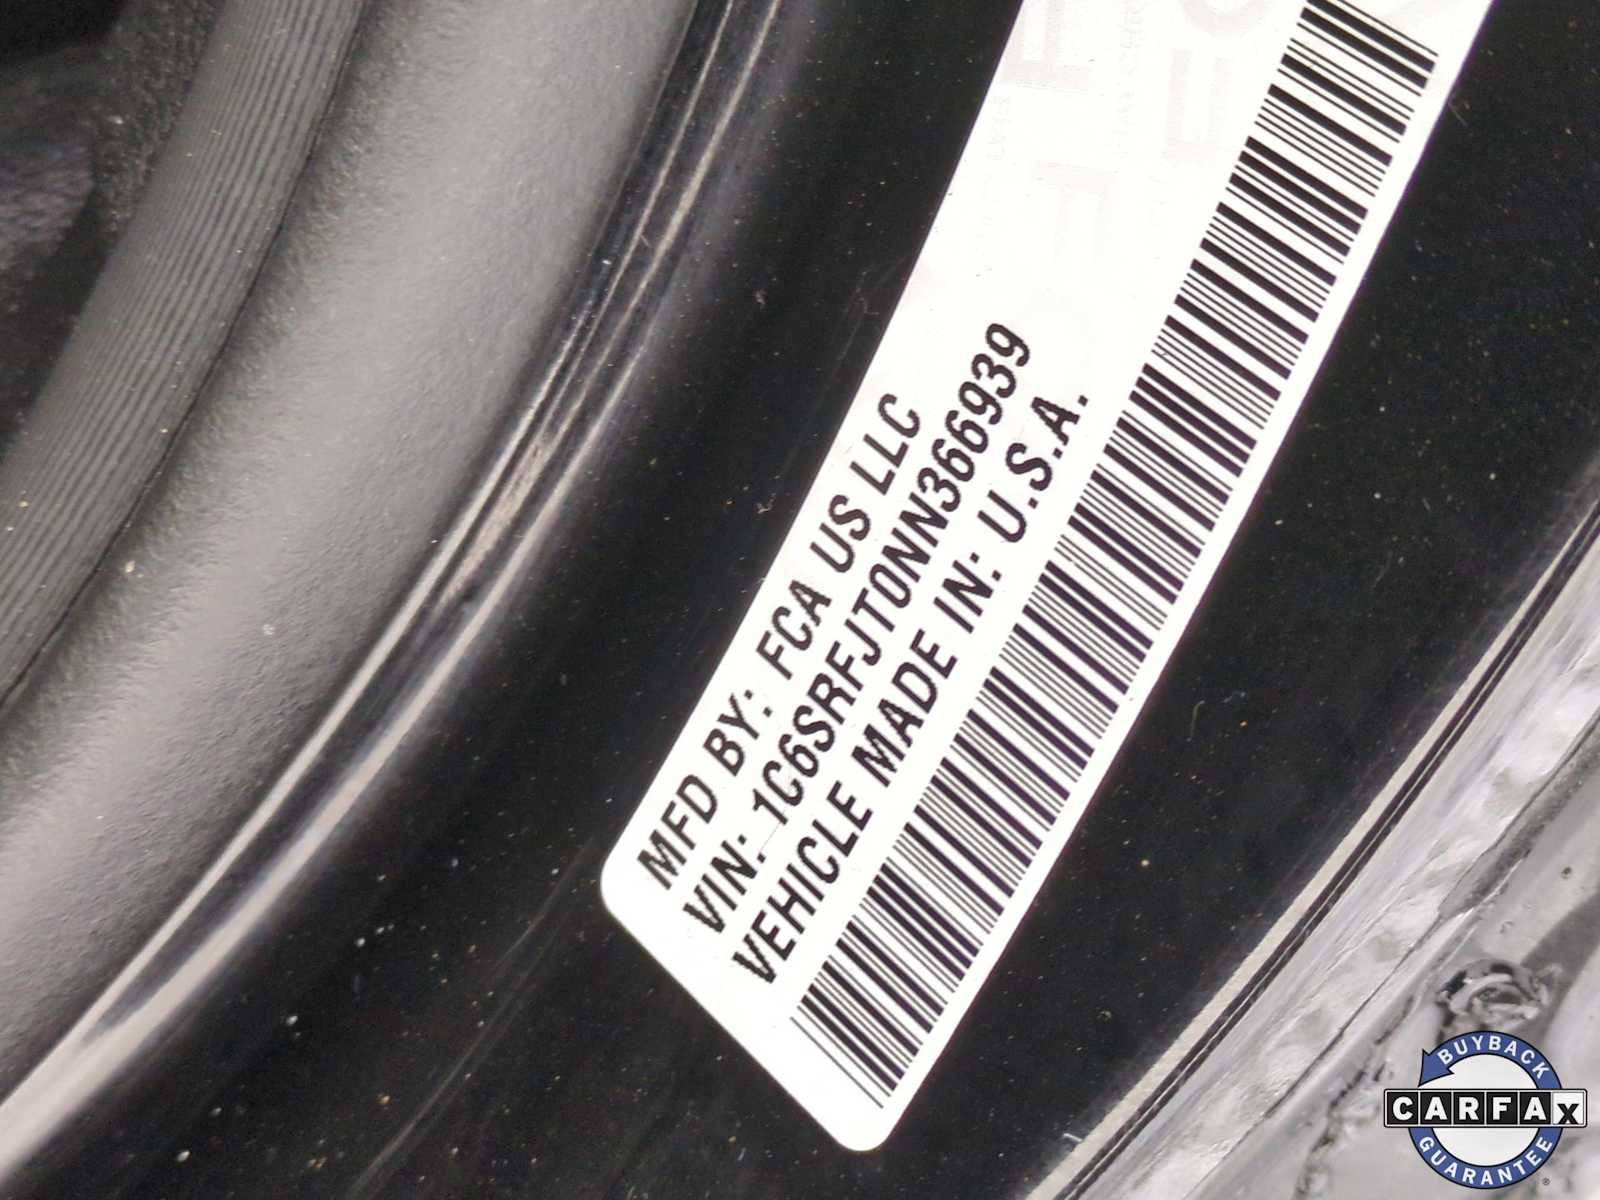 MFD BY: FCA US LLC
VIN: 1C6SRFJT0NN366939
VEHICLE MADE IN: U.S.A.
BUYBACK
CARFAX
GUARANTEE
®